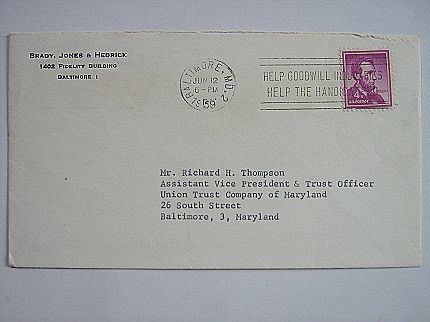 Brady, Jones & Hedrick
1402 Fidelity Building
Baltimore 1
BALTIMORE, MD. 2
JUN 12
6-PM
1959
HELP GOODWILL
HELP THE
U.S. POSTAGE
Mr. Richard H. Thompson
Assistant Vice President & Trust Officer
Union Trust Company of Maryland
26 South Street
Baltimore, 3, Maryland